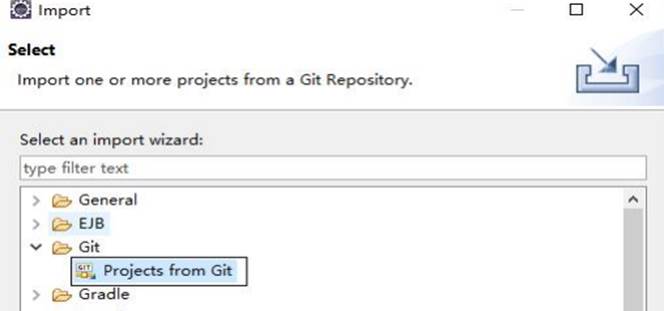 Import
Select
Import one or more projects from a Git Repository.
Select an import wizard:
type filter text
General
EJB
Git
GIT
Projects from Git
Gradle